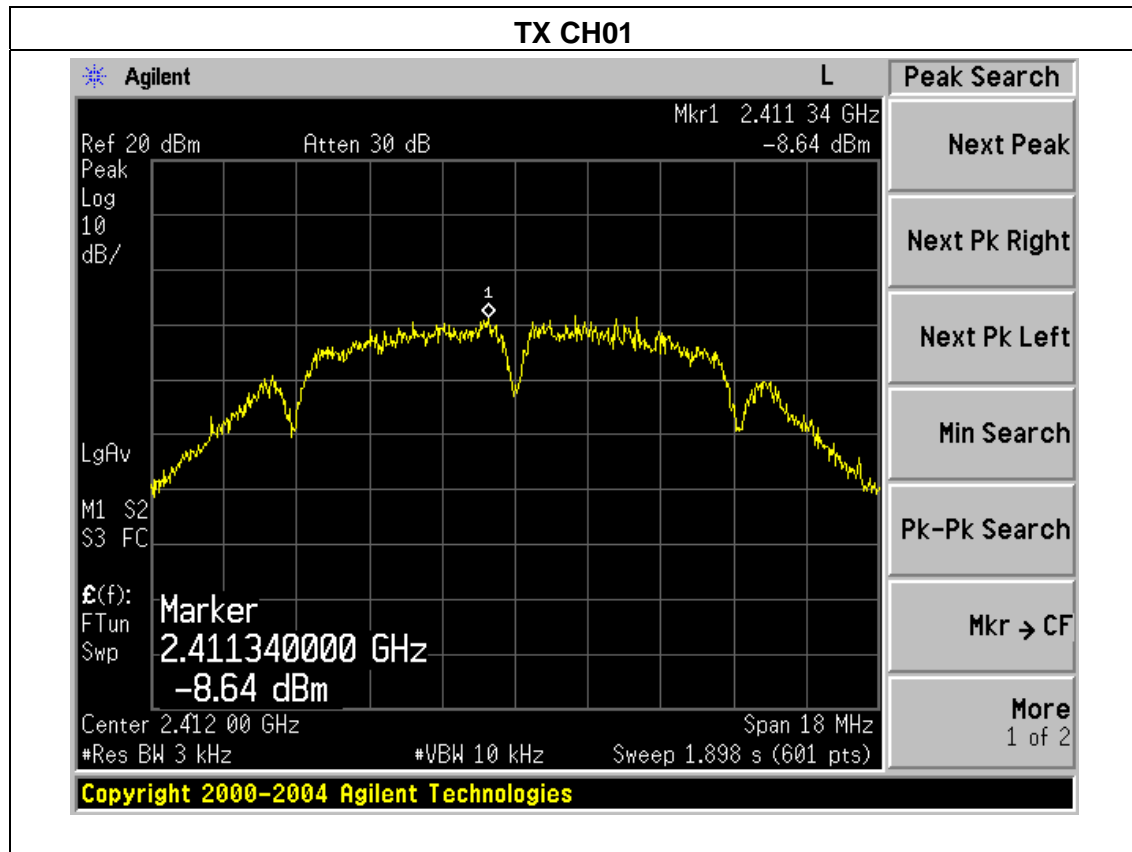 TX CH01
Agilent L Peak Search
Mkr1 2.411 34 GHz
Ref 20 dBm Atten 30 dB -8.64 dBm
Peak
Log
10
dB/
1
LgAv
M1 S2
S3 FC
£(f):
FTun
Swp
Marker
2.411340000 GHz
-8.64 dBm
Center 2.412 00 GHz Span 18 MHz
#Res BW 3 kHz #VBW 10 kHz Sweep 1.898 s (601 pts)
Next Peak
Next Pk Right
Next Pk Left
Min Search
Pk-Pk Search
Mkr → CF
More
1 of 2
Copyright 2000-2004 Agilent Technologies